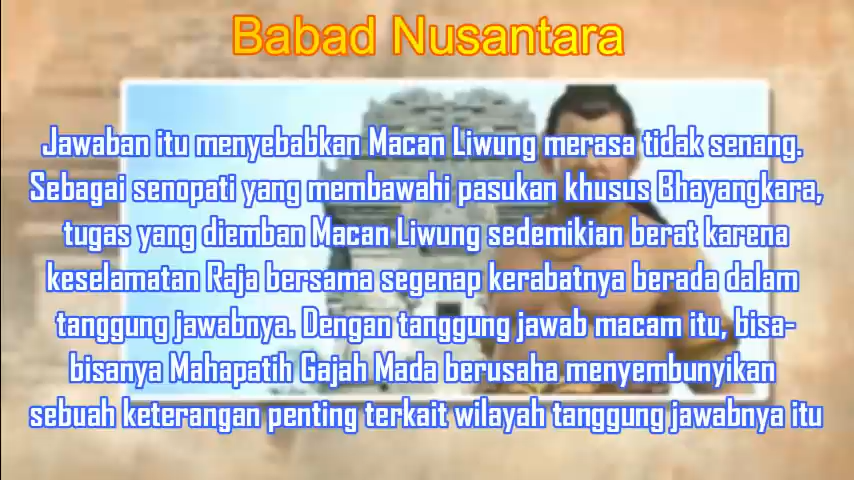 Babad Nusantara
Jawaban itu menyebabkan Macan Liwung merasa tidak senang.
Sebagai senopati yang membawahi pasukan khusus Bhayangkara,
tugas yang diemban Macan Liwung sedemikian berat karena
keselamatan Raja bersama segenap kerabatnya berada dalam
tanggung jawabnya. Dengan tanggung jawab macam itu, bisa-
bisanya Mahapatih Gajah Mada berusaha menyembunyikan
sebuah keterangan penting terkait wilayah tanggung jawabnya itu